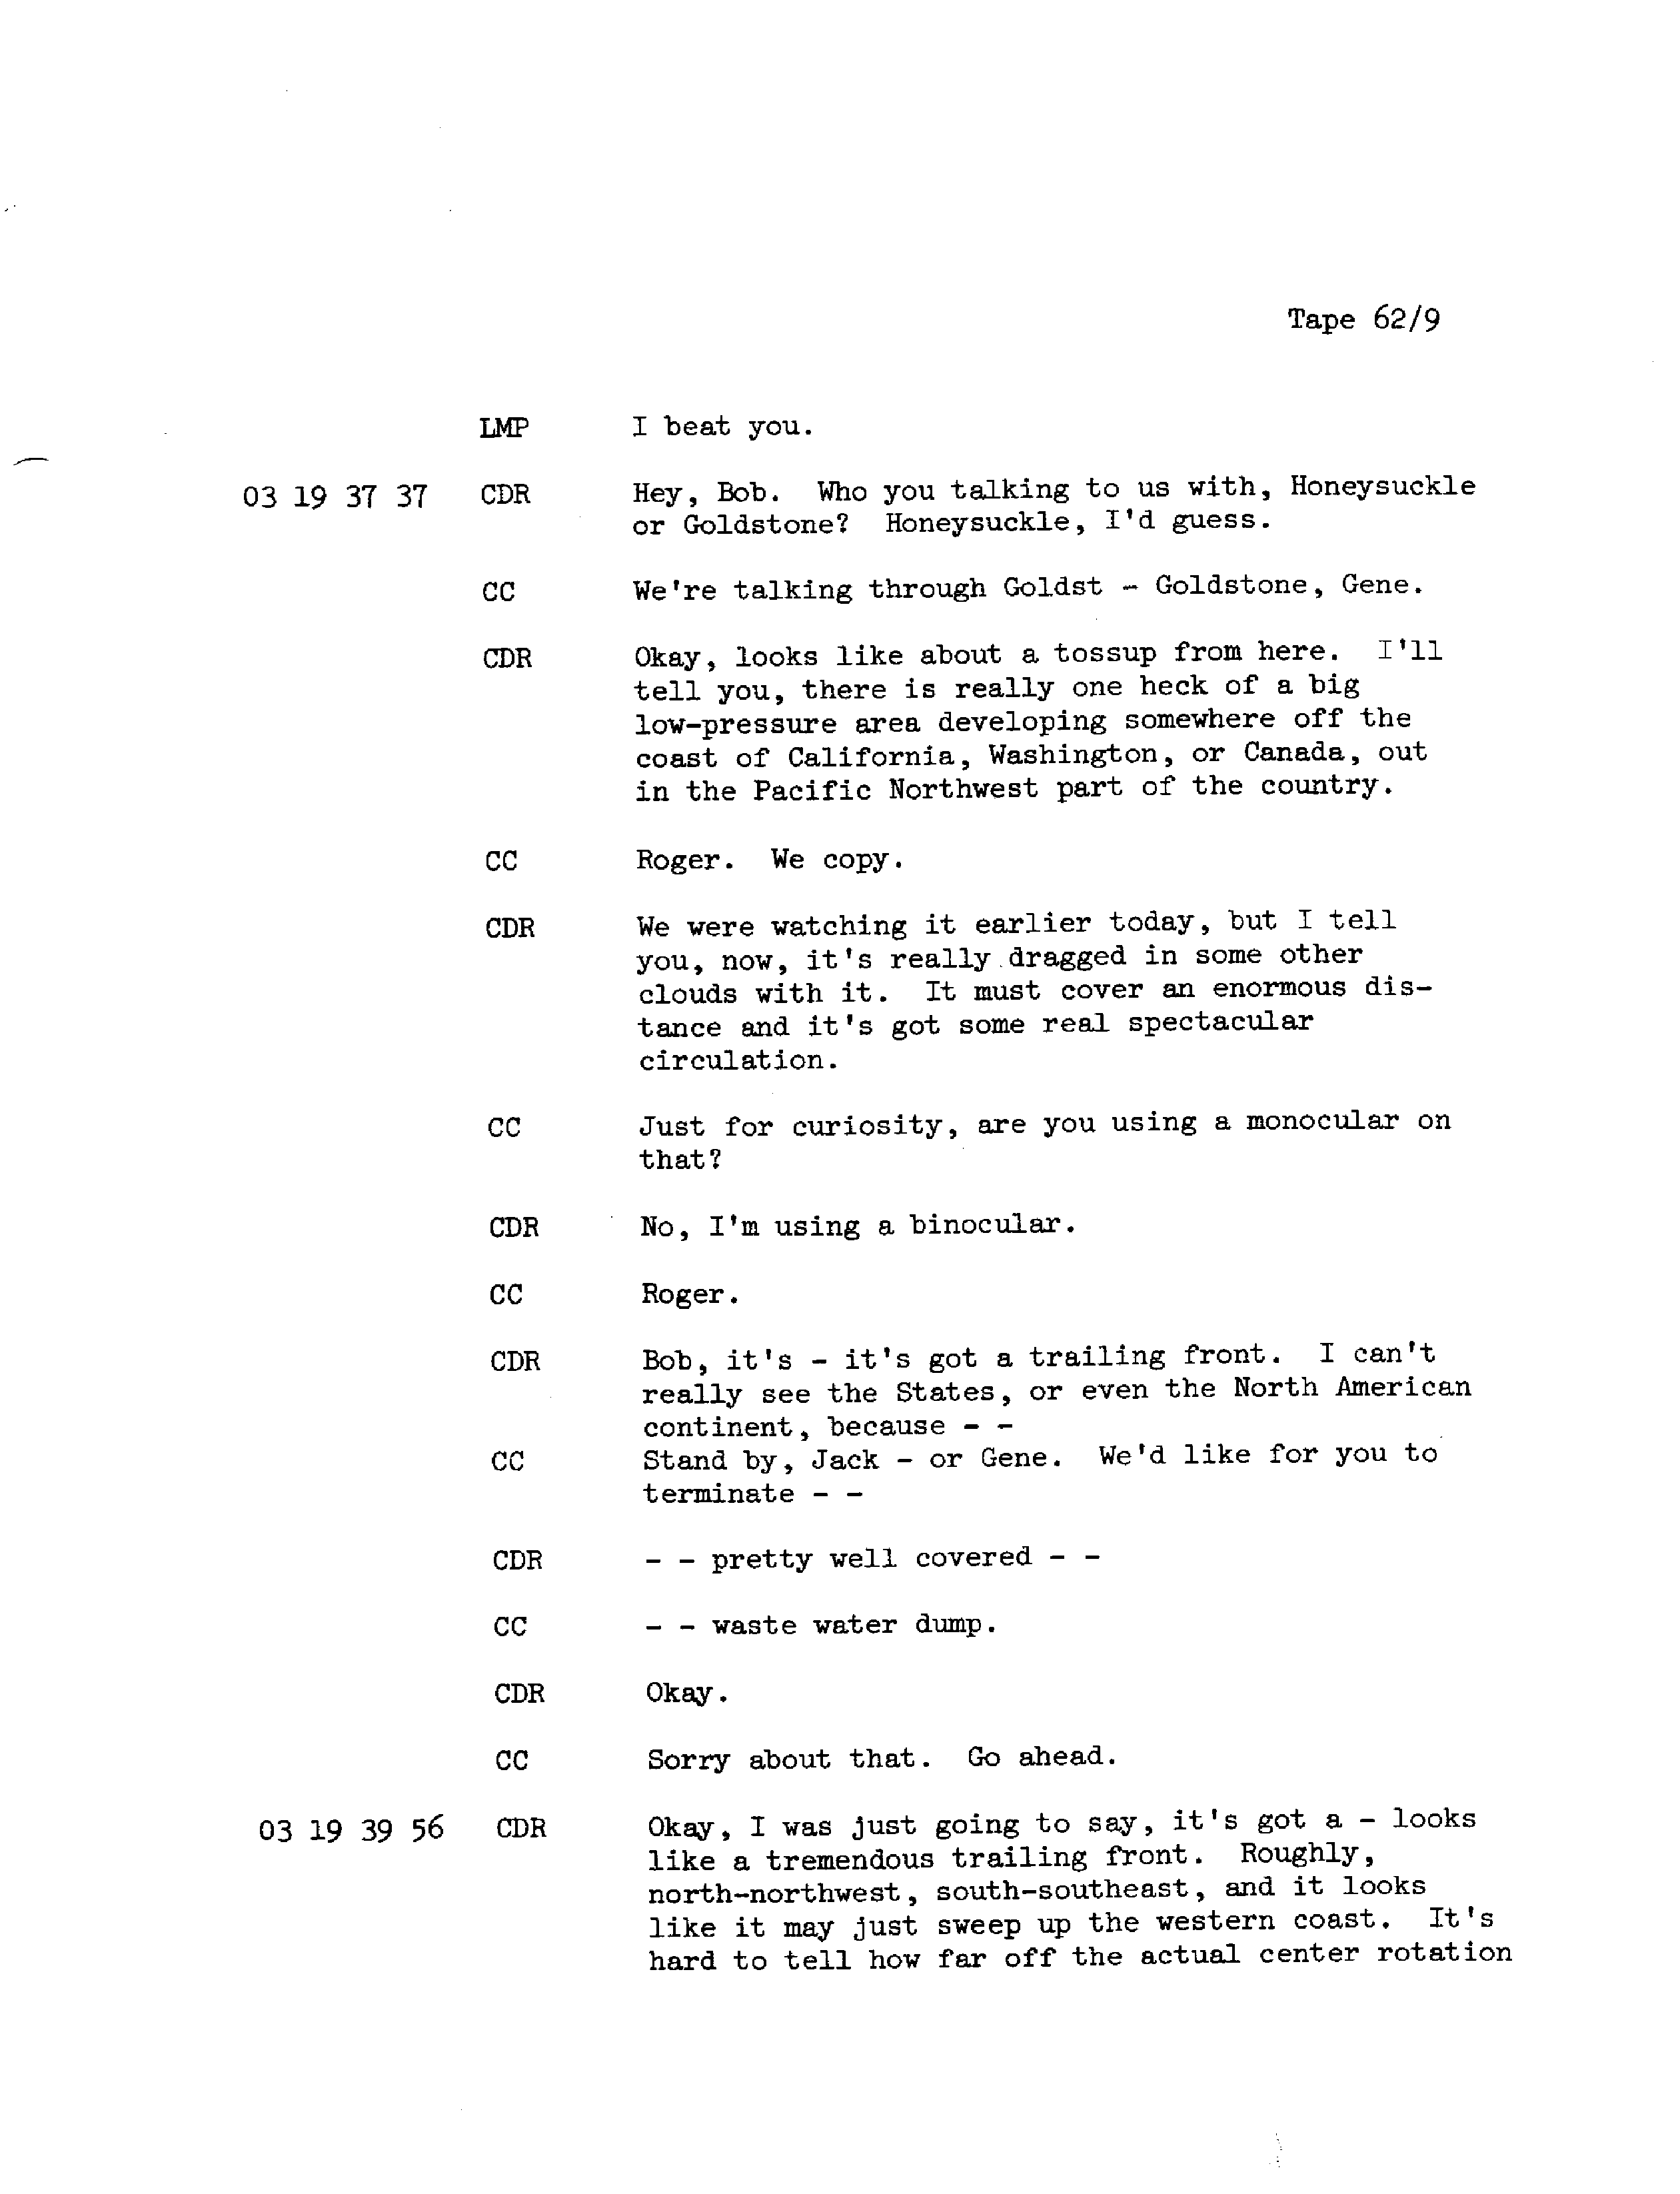 Tape 62/9
LMP I beat you.
03 19 37 37 CDR Hey, Bob. Who you talking to us with, Honeysuckle
or Goldstone? Honeysuckle, I'd guess.
CC We're talking through Goldst - Goldstone, Gene.
CDR Okay, looks like about a tossup from here. I'll
tell you, there is really one heck of a big
low-pressure area developing somewhere off the
coast of California, Washington, or Canada, out
in the Pacific Northwest part of the country.
CC Roger. We copy.
CDR We were watching it earlier today, but I tell
you, now, it's really dragged in some other
clouds with it. It must cover an enormous dis-
tance and it's got some real spectacular
circulation.
CC Just for curiosity, are you using a monocular on
that?
CDR No, I'm using a binocular.
CC Roger.
CDR Bob, it's - it's got a trailing front. I can't
really see the States, or even the North American
continent, because - -
CC Stand by, Jack - or Gene. We'd like for you to
terminate - -
CDR - - pretty well covered - -
CC - - waste water dump.
CDR Okay.
CC Sorry about that. Go ahead.
03 19 39 56 CDR Okay, I was just going to say, it's got a - looks
like a tremendous trailing front. Roughly,
north-northwest, south-southeast, and it looks
like it may just sweep up the western coast. It's
hard to tell how far off the actual center rotation